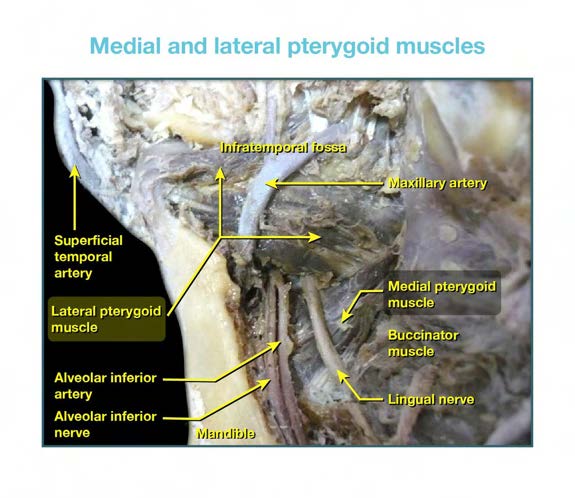 Medial and lateral pterygoid muscles
Infratemporal fossa
Maxillary artery
Superficial
temporal
artery
Lateral pterygoid
muscle
Medial pterygoid
muscle
Buccinator
muscle
Alveolar inferior
artery
Lingual nerve
Alveolar inferior
nerve
Mandible